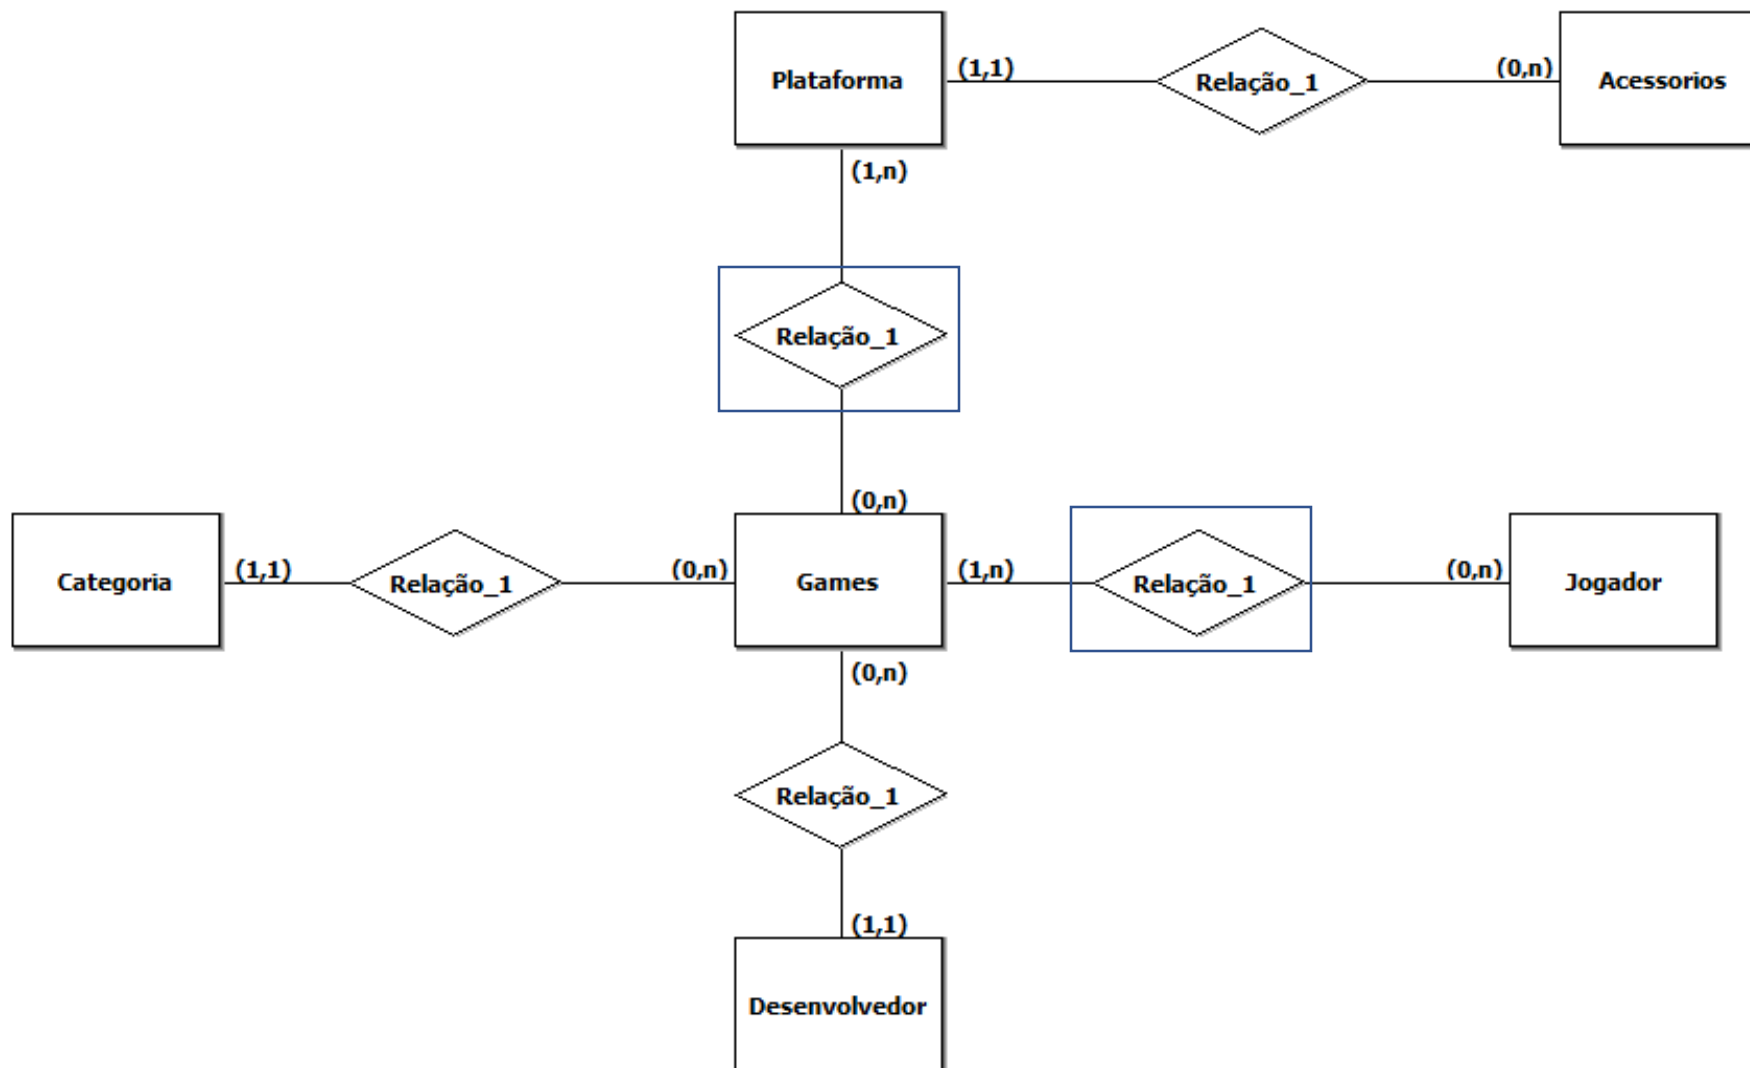 Plataforma
(1,1)
Relação_1
(0,n)
Acessorios
(1,n)
Relação_1
(0,n)
Categoria
(1,1)
Relação_1
(0,n)
Games
(1,n)
Relação_1
(0,n)
Jogador
(0,n)
Relação_1
(1,1)
Desenvolvedor